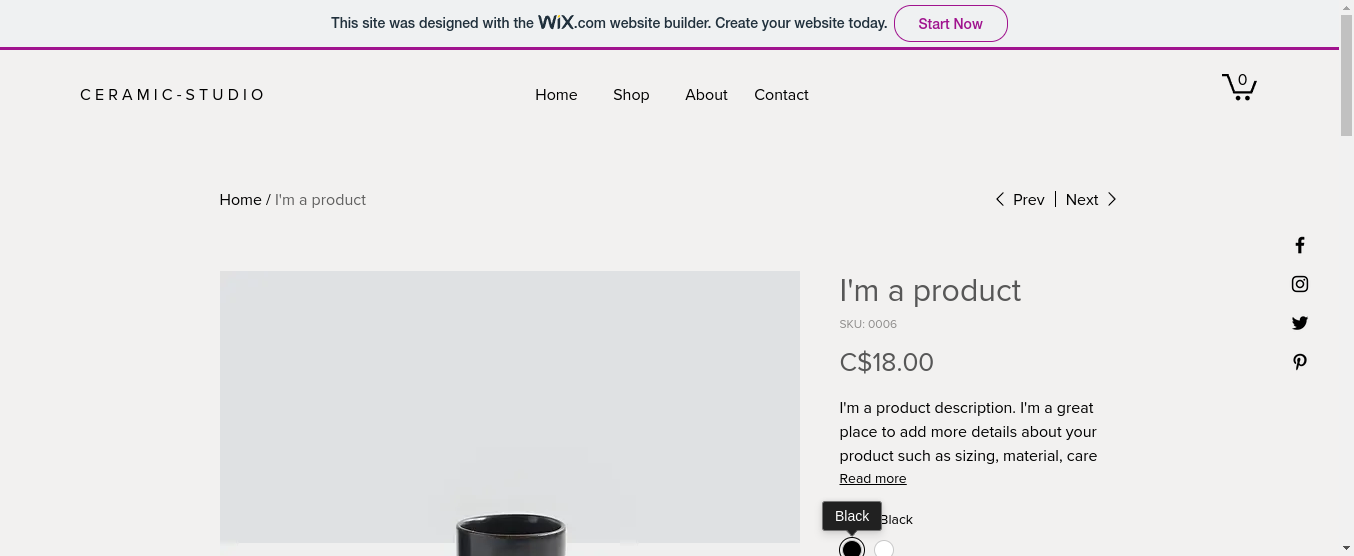 This site was designed with the WiX.com website builder. Create your website today.
Start Now
CERAMIC-STUDIO
Home
Shop
About
Contact
0
Home / I'm a product
Prev
Next
I'm a product
SKU: 0006
C$18.00
I'm a product description. I'm a great
place to add more details about your
product such as sizing, material, care
Read more
Black
Black